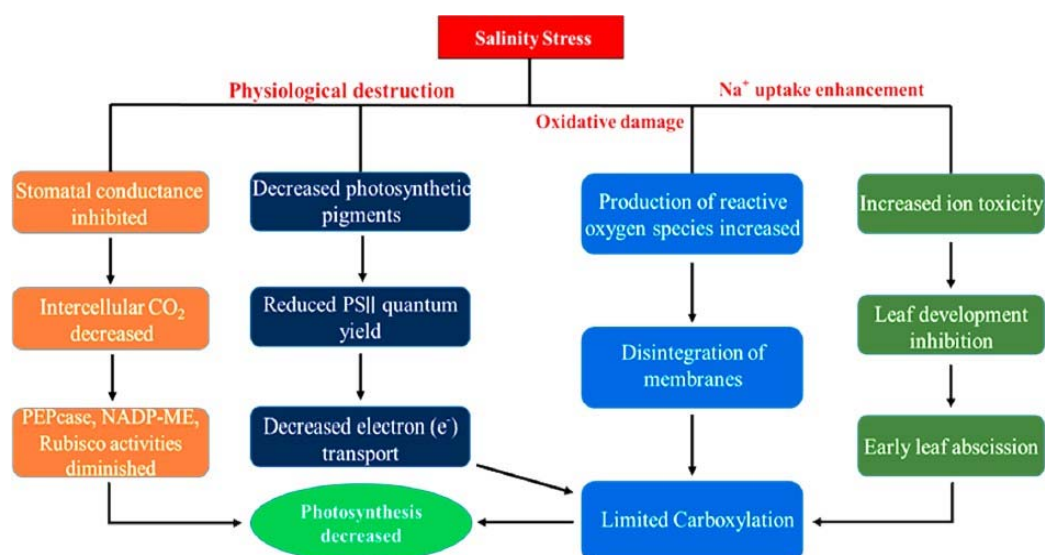 Salinity Stress
Physiological destruction
Na⁺ uptake enhancement
Oxidative damage
Stomatal conductance
inhibited
Decreased photosynthetic
pigments
Production of reactive
oxygen species increased
Increased ion toxicity
Intercellular CO₂
decreased
Reduced PS|| quantum
yield
Disintegration of
membranes
Leaf development
inhibition
PEPcase, NADP-ME,
Rubisco activities
diminished
Decreased electron (e⁻)
transport
Early leaf abscission
Photosynthesis
decreased
Limited Carboxylation